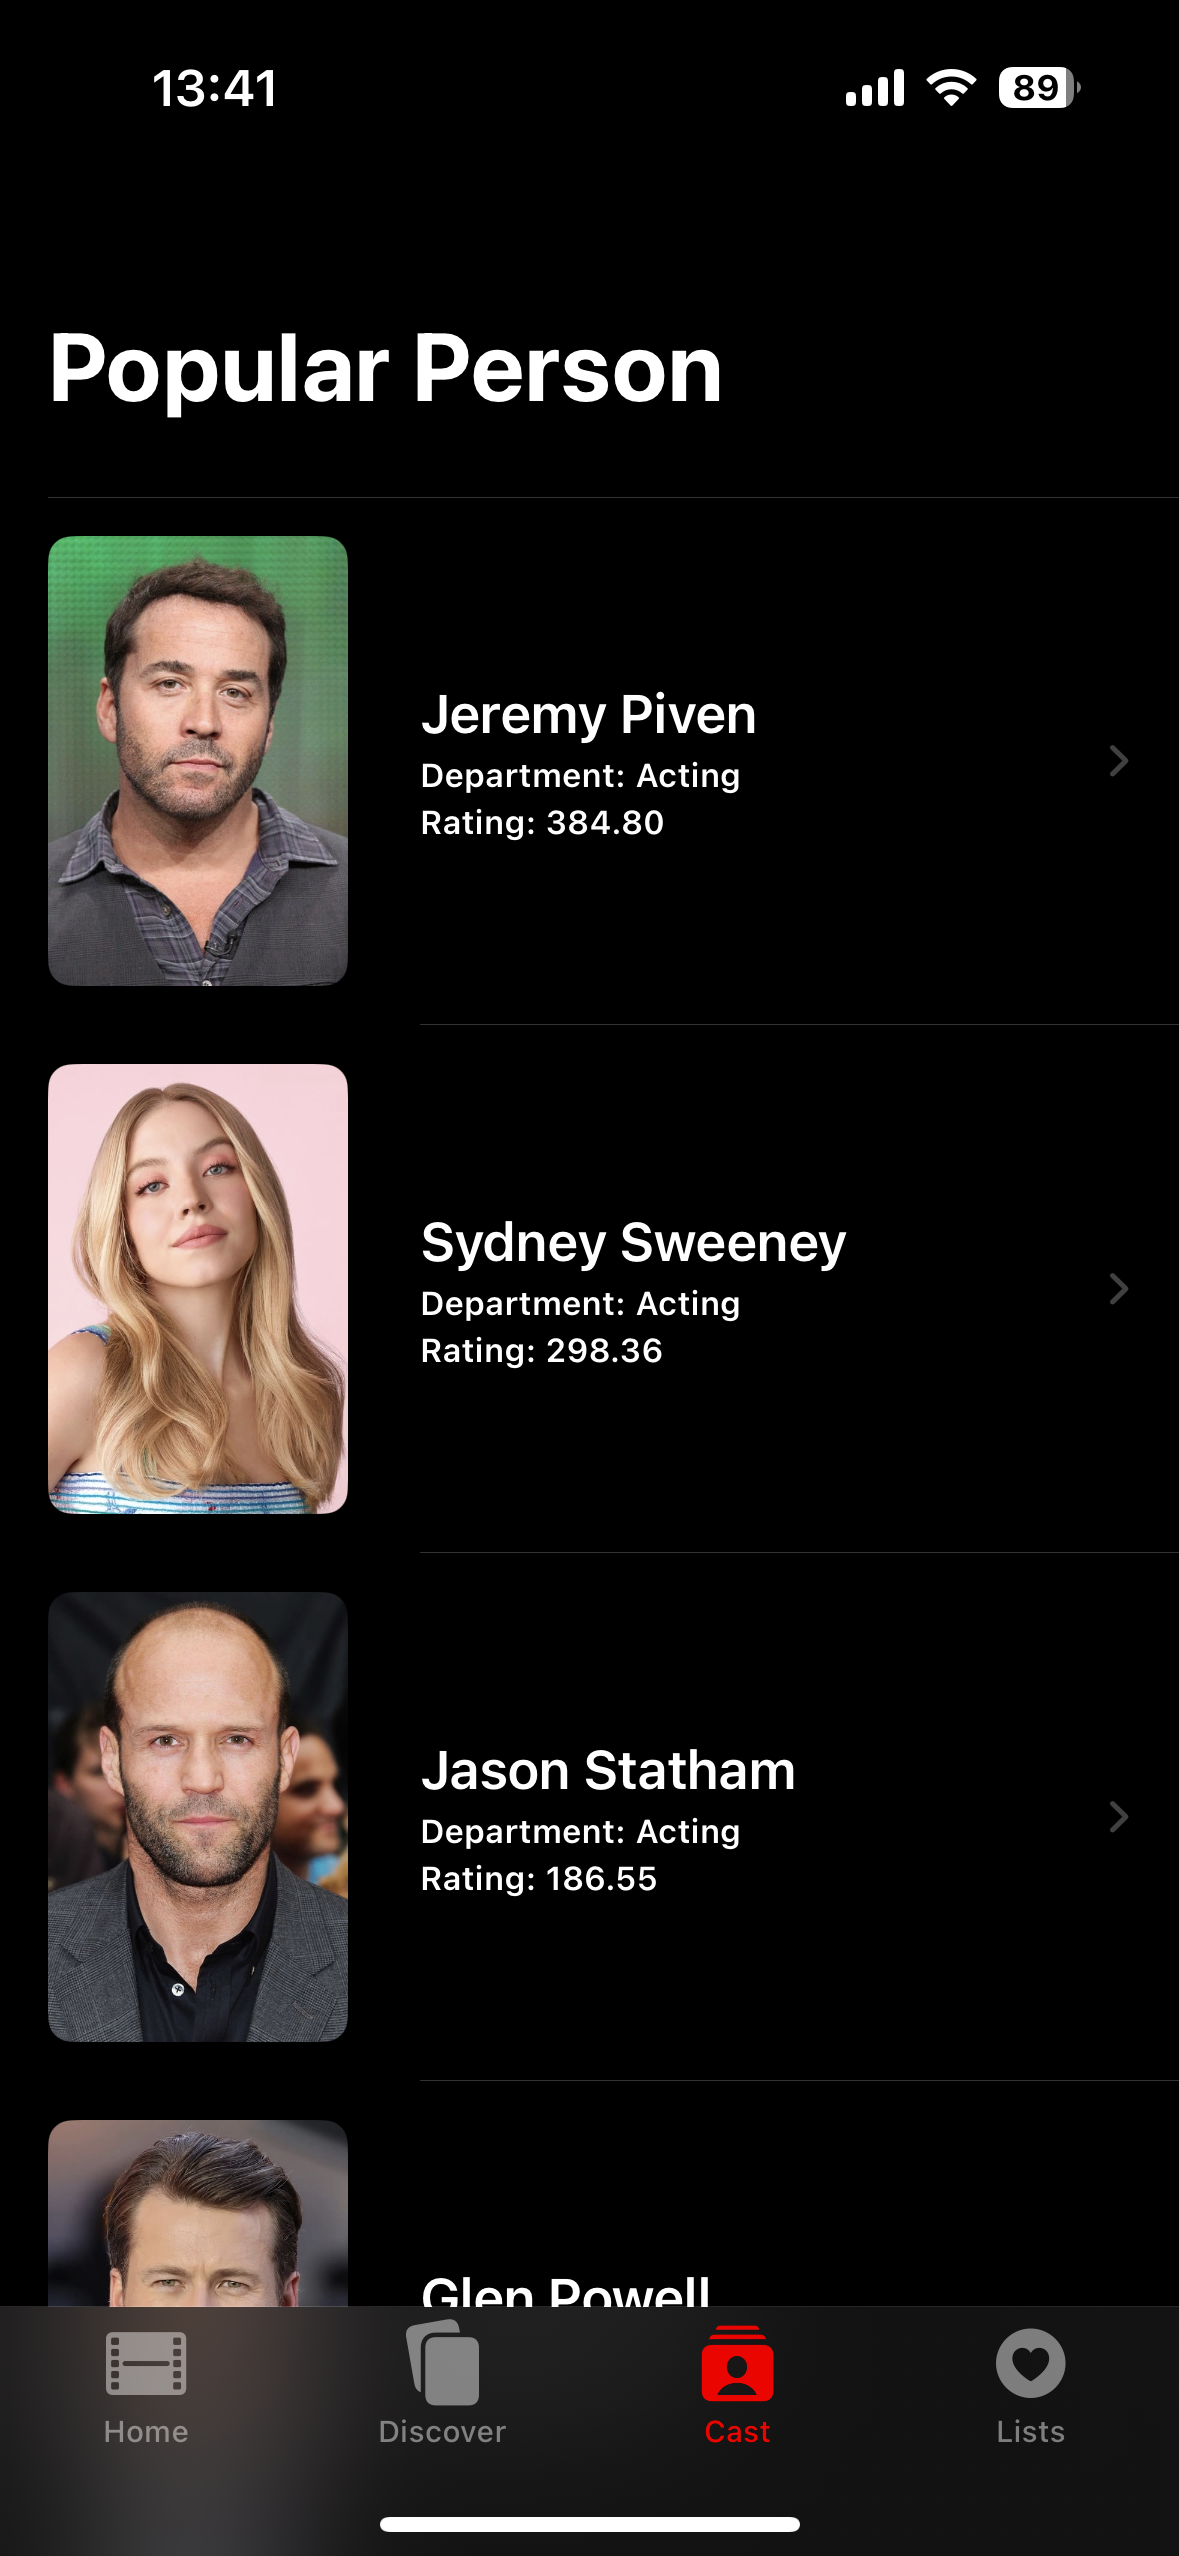 13:41
89
Popular Person
Jeremy Piven
Department: Acting
Rating: 384.80
Sydney Sweeney
Department: Acting
Rating: 298.36
Jason Statham
Department: Acting
Rating: 186.55
Glen Powell
Home
Discover
Cast
Lists